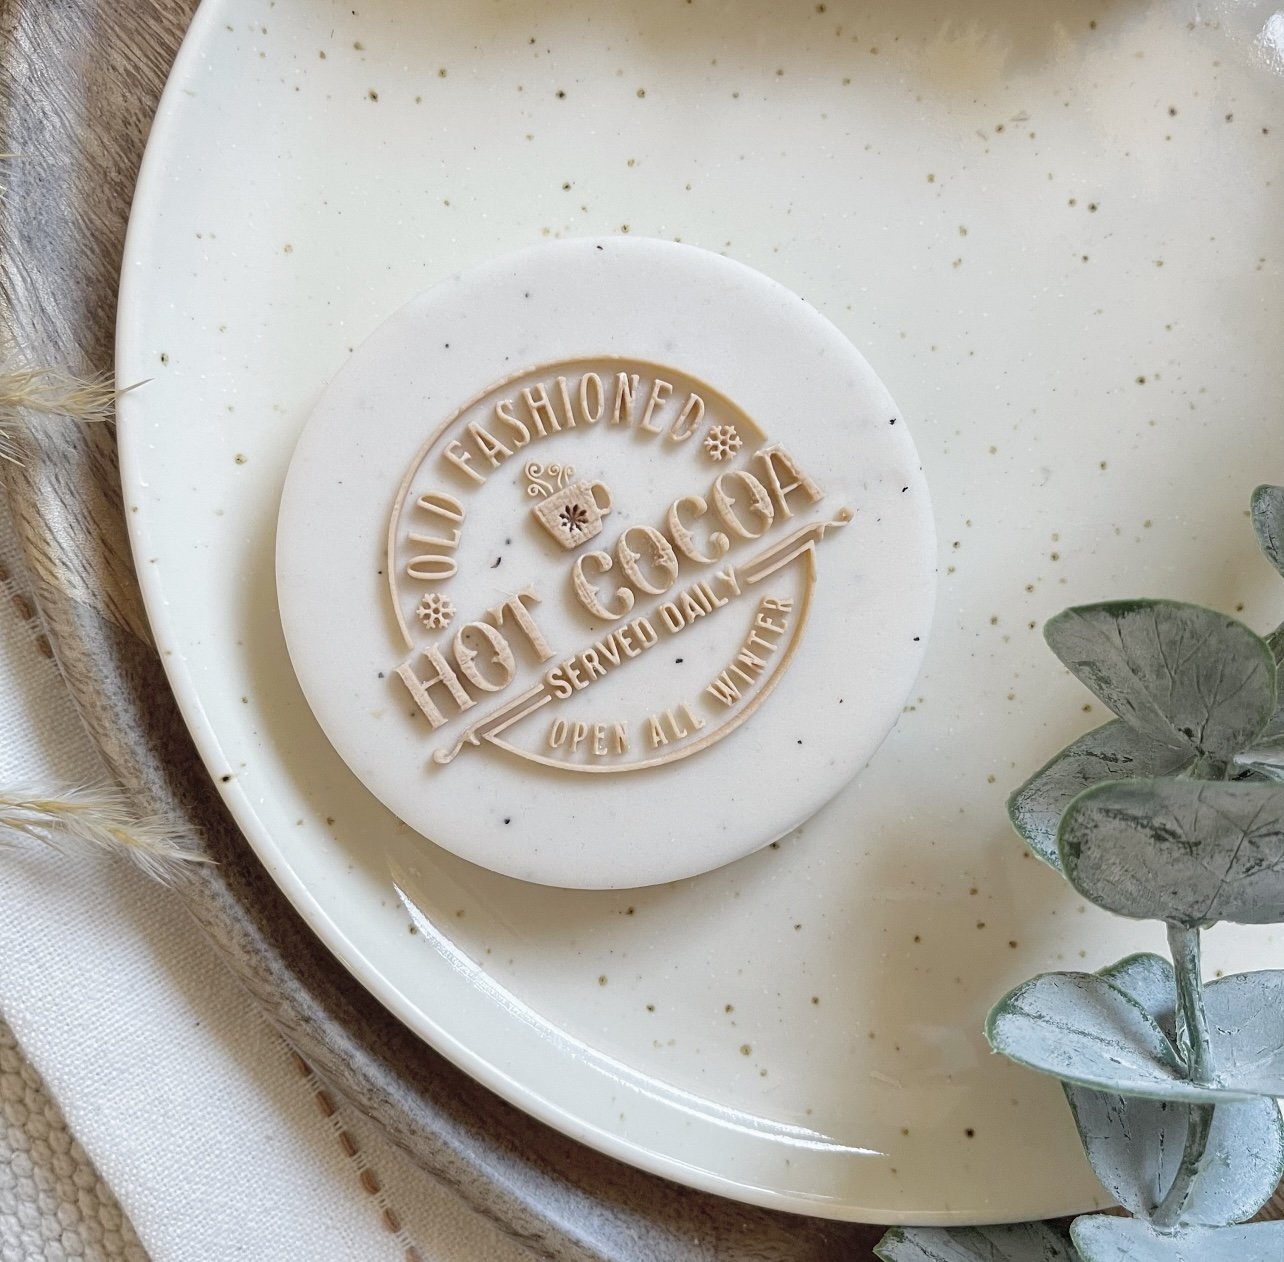 OLD FASHIONED
HOT COCOA
SERVED DAILY
OPEN ALL WINTER